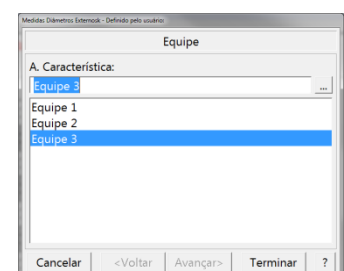 Medidas Diâmetros Externosk - Definido pelo usuário
Equipe
A. Característica:
Equipe 3
...
Equipe 1
Equipe 2
Equipe 3
Cancelar <Voltar Avançar> Terminar ?